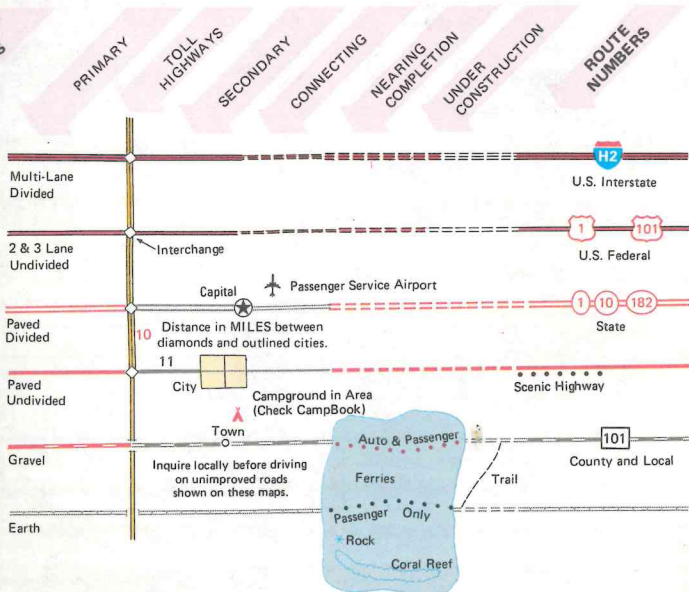 S
PRIMARY
TOLL
HIGHWAYS
SECONDARY
CONNECTING
NEARING
COMPLETION
UNDER
CONSTRUCTION
ROUTE
NUMBERS
Multi-Lane
Divided
H2
U.S. Interstate
2 & 3 Lane
Undivided
Interchange
1
101
U.S. Federal
Capital
Passenger Service Airport
Paved
Divided
10
Distance in MILES between
diamonds and outlined cities.
1
10
182
State
Paved
Undivided
11
City
Campground in Area
(Check CampBook)
Scenic Highway
Gravel
Town
Inquire locally before driving
on unimproved roads
shown on these maps.
Auto & Passenger
Ferries
Trail
101
County and Local
Earth
Passenger Only
Rock
Coral Reef